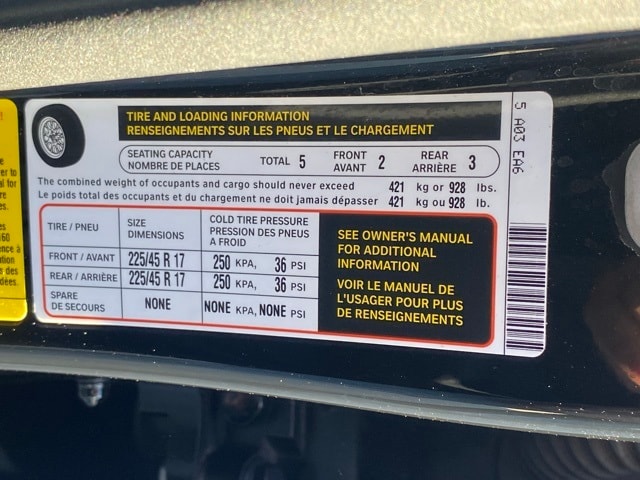 TIRE AND LOADING INFORMATION
RENSEIGNEMENTS SUR LES PNEUS ET LE CHARGEMENT
SEATING CAPACITY
NOMBRE DE PLACES
TOTAL 5
FRONT
AVANT 2
REAR
ARRIÈRE 3
The combined weight of occupants and cargo should never exceed 421 kg or 928 lbs.
Le poids total des occupants et du chargement ne doit jamais dépasser 421 kg ou 928 lb.
TIRE / PNEU
SIZE
DIMENSIONS
COLD TIRE PRESSURE
PRESSION DES PNEUS
A FROID
FRONT / AVANT 225/45 R 17 250 KPA, 36 PSI
REAR / ARRIÈRE 225/45 R 17 250 KPA, 36 PSI
SPARE
DE SECOURS
NONE NONE KPA, NONE PSI
SEE OWNER'S MANUAL
FOR ADDITIONAL
INFORMATION
VOIR LE MANUEL DE
L'USAGER POUR PLUS
DE RENSEIGNEMENTS
5 A03 EA6